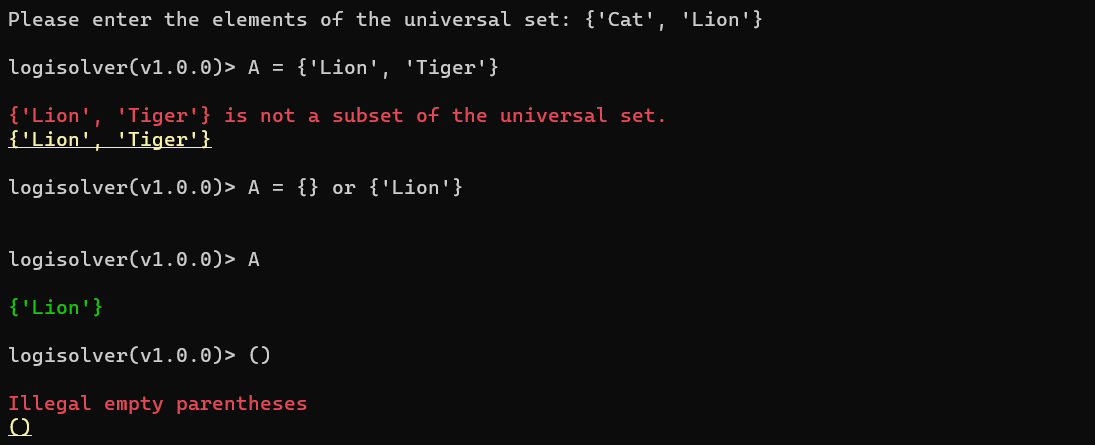 Please enter the elements of the universal set: {'Cat', 'Lion'}
logisolver(v1.0.0)> A = {'Lion', 'Tiger'}
{'Lion', 'Tiger'} is not a subset of the universal set.
{'Lion', 'Tiger'}
logisolver(v1.0.0)> A = {} or {'Lion'}
logisolver(v1.0.0)> A
{'Lion'}
logisolver(v1.0.0)> ()
Illegal empty parentheses
()